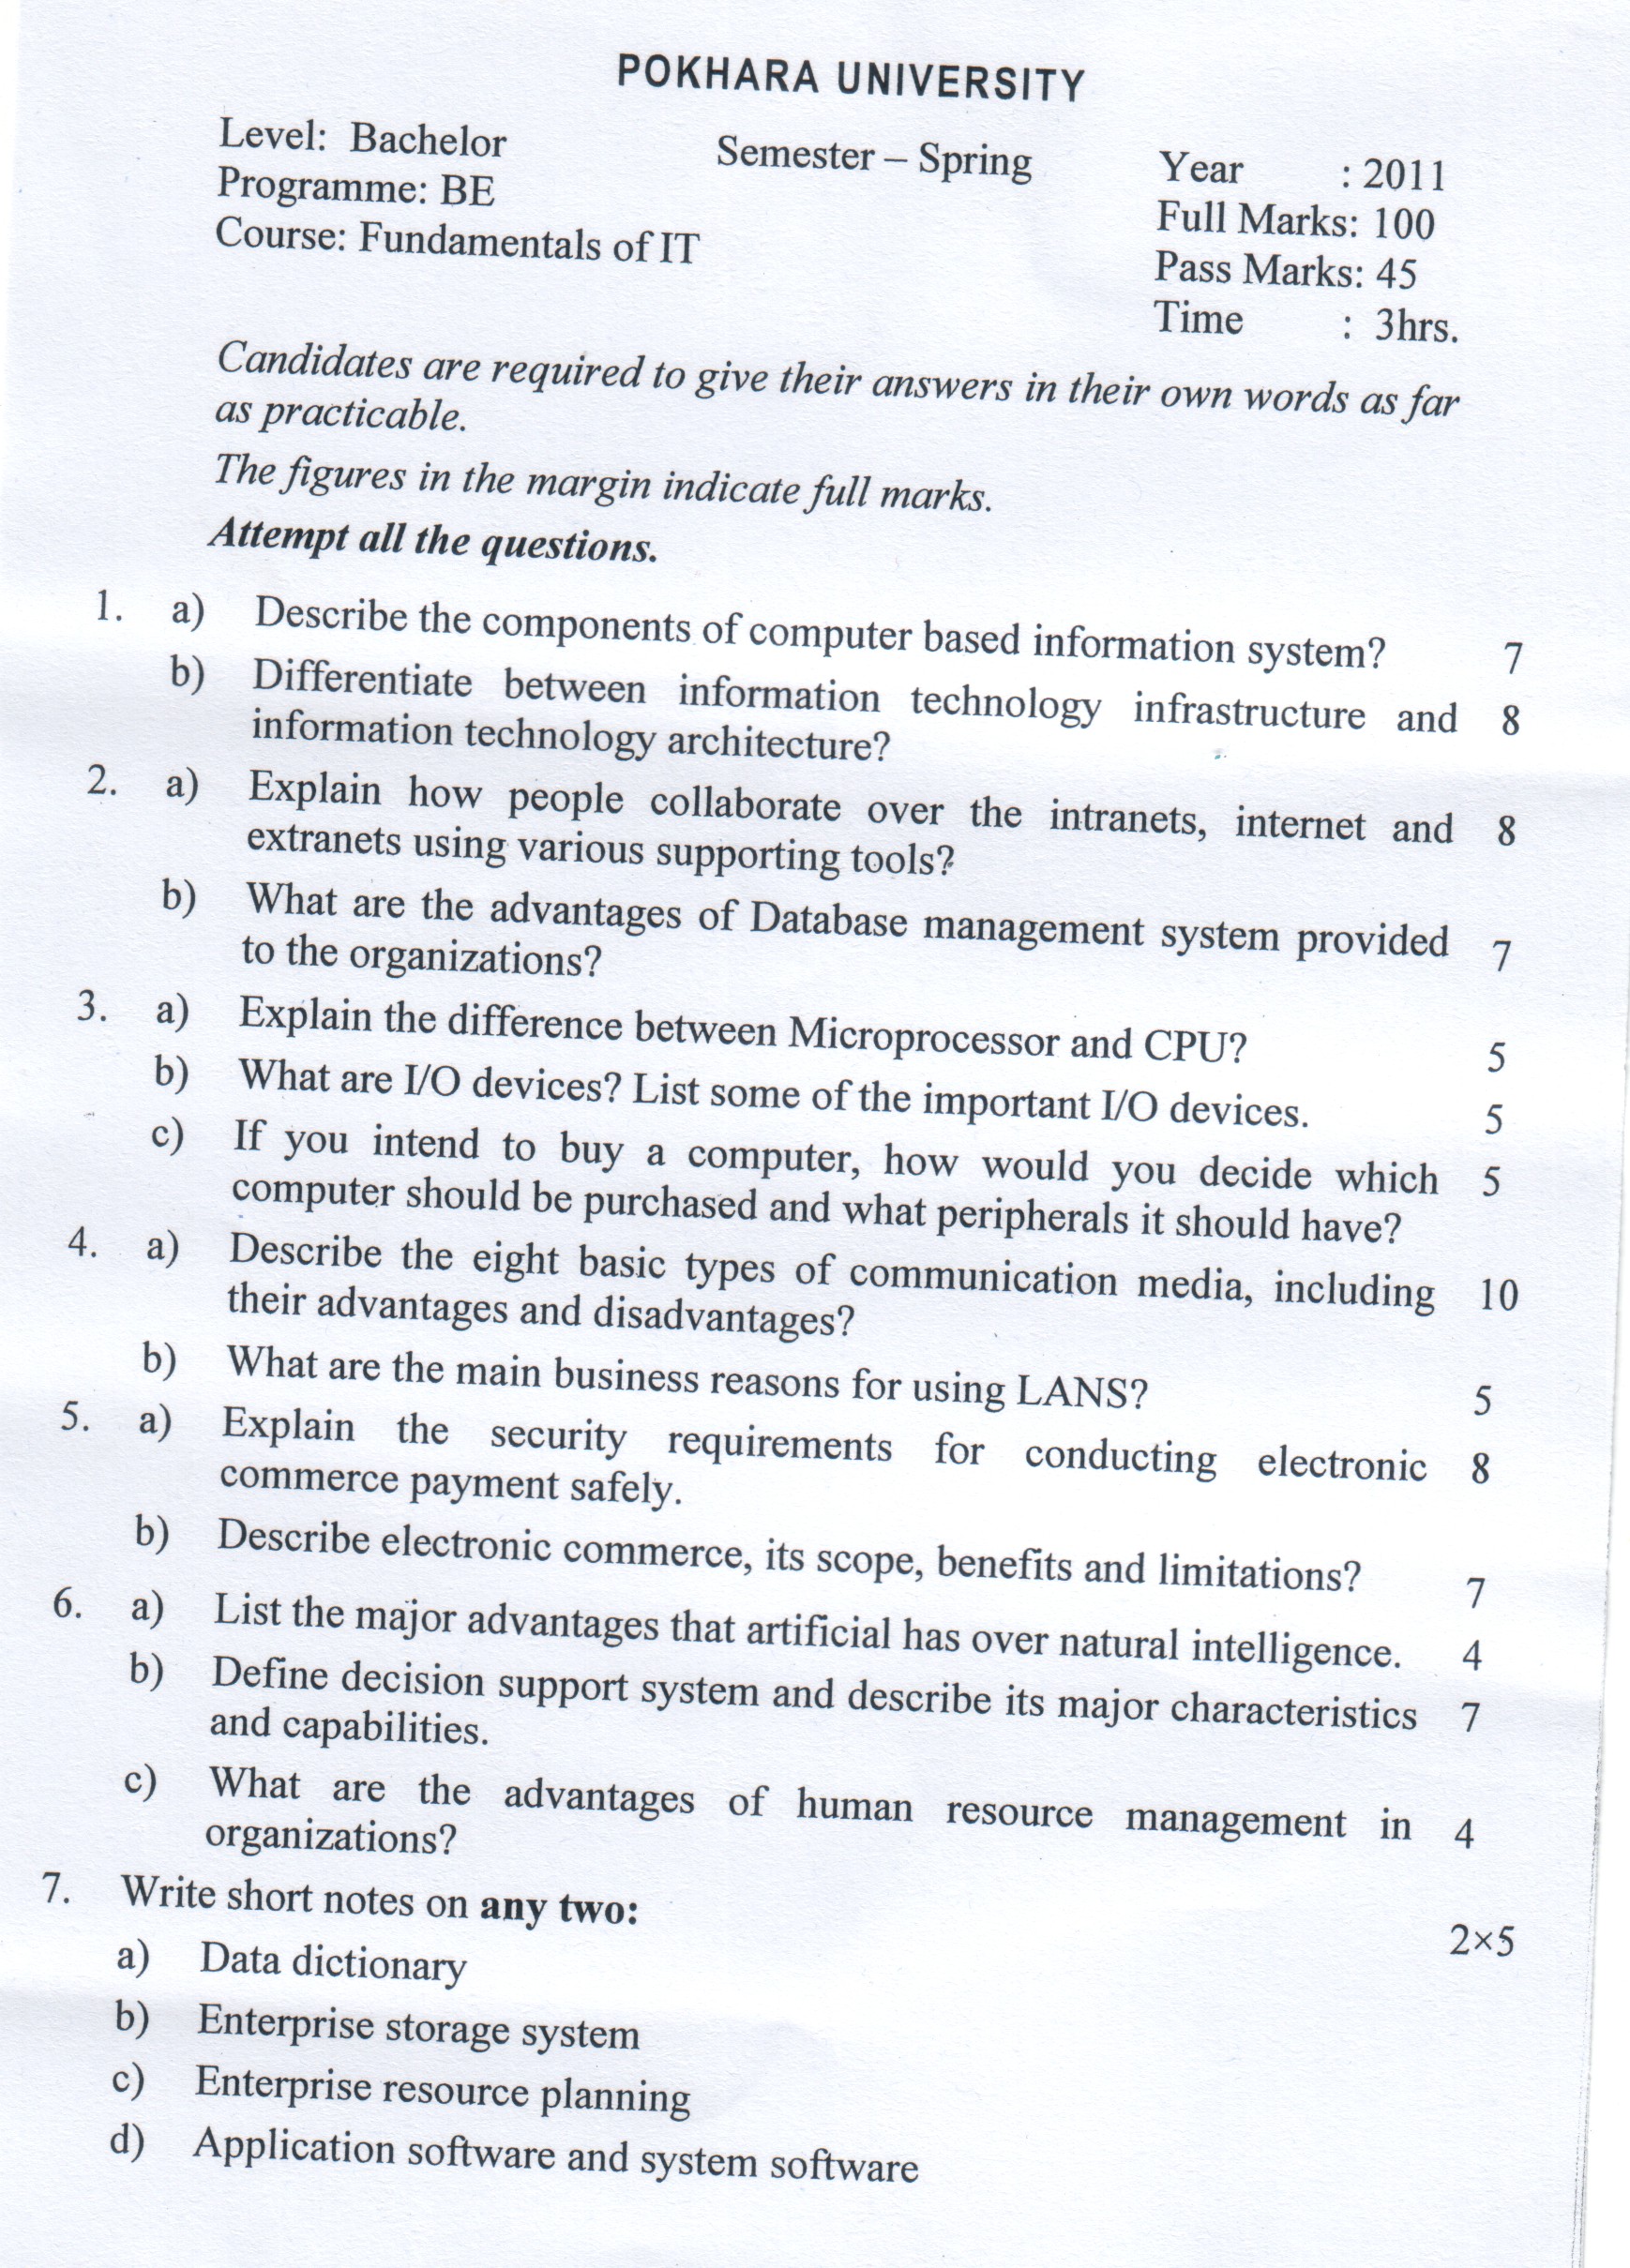 POKHARA UNIVERSITY
Level: Bachelor Semester – Spring Year : 2011
Programme: BE Full Marks: 100
Course: Fundamentals of IT Pass Marks: 45
Time : 3hrs.
Candidates are required to give their answers in their own words as far
as practicable.
The figures in the margin indicate full marks.
Attempt all the questions.
1. a) Describe the components of computer based information system? 7
b) Differentiate between information technology infrastructure and 8
information technology architecture?
2. a) Explain how people collaborate over the intranets, internet and 8
extranets using various supporting tools?
b) What are the advantages of Database management system provided 7
to the organizations?
3. a) Explain the difference between Microprocessor and CPU? 5
b) What are I/O devices? List some of the important I/O devices. 5
c) If you intend to buy a computer, how would you decide which 5
computer should be purchased and what peripherals it should have?
4. a) Describe the eight basic types of communication media, including 10
their advantages and disadvantages?
b) What are the main business reasons for using LANS? 5
5. a) Explain the security requirements for conducting electronic 8
commerce payment safely.
b) Describe electronic commerce, its scope, benefits and limitations? 7
6. a) List the major advantages that artificial has over natural intelligence. 4
b) Define decision support system and describe its major characteristics 7
and capabilities.
c) What are the advantages of human resource management in 4
organizations?
7. Write short notes on any two: 2×5
a) Data dictionary
b) Enterprise storage system
c) Enterprise resource planning
d) Application software and system software